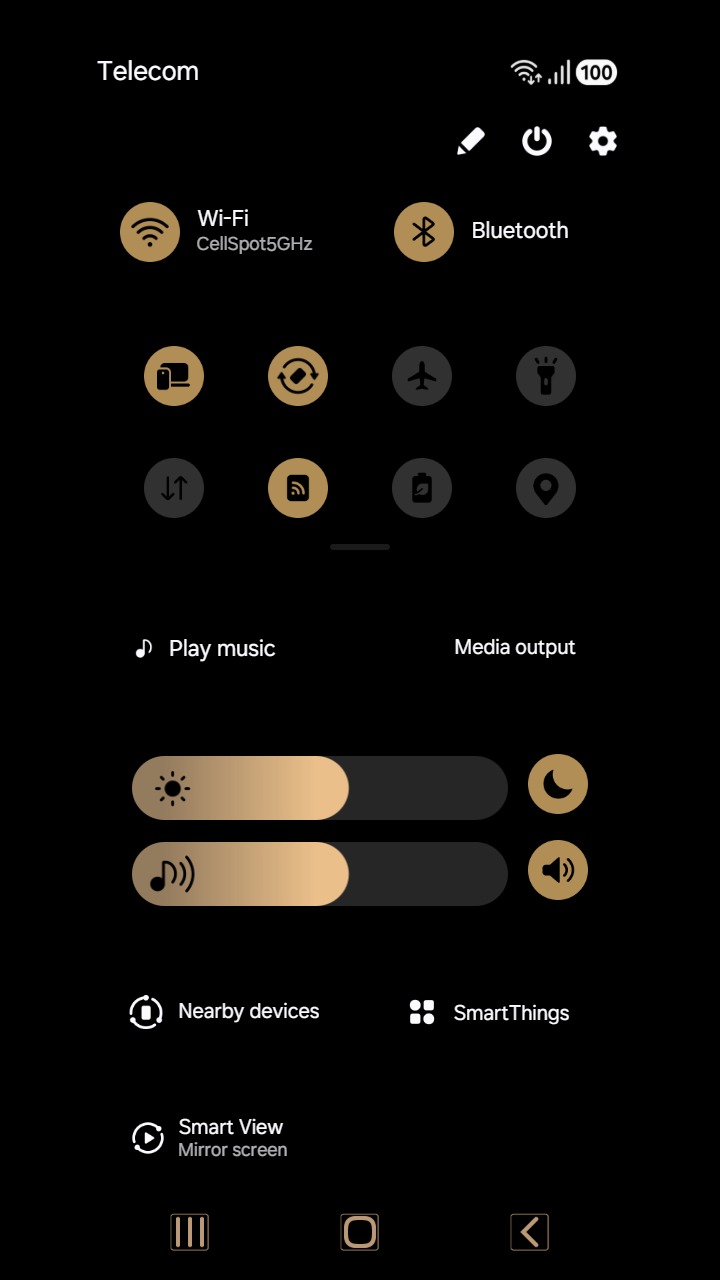 Telecom
100
Wi-Fi
CellSpot5GHz
Bluetooth
Play music
Media output
Nearby devices
SmartThings
Smart View
Mirror screen